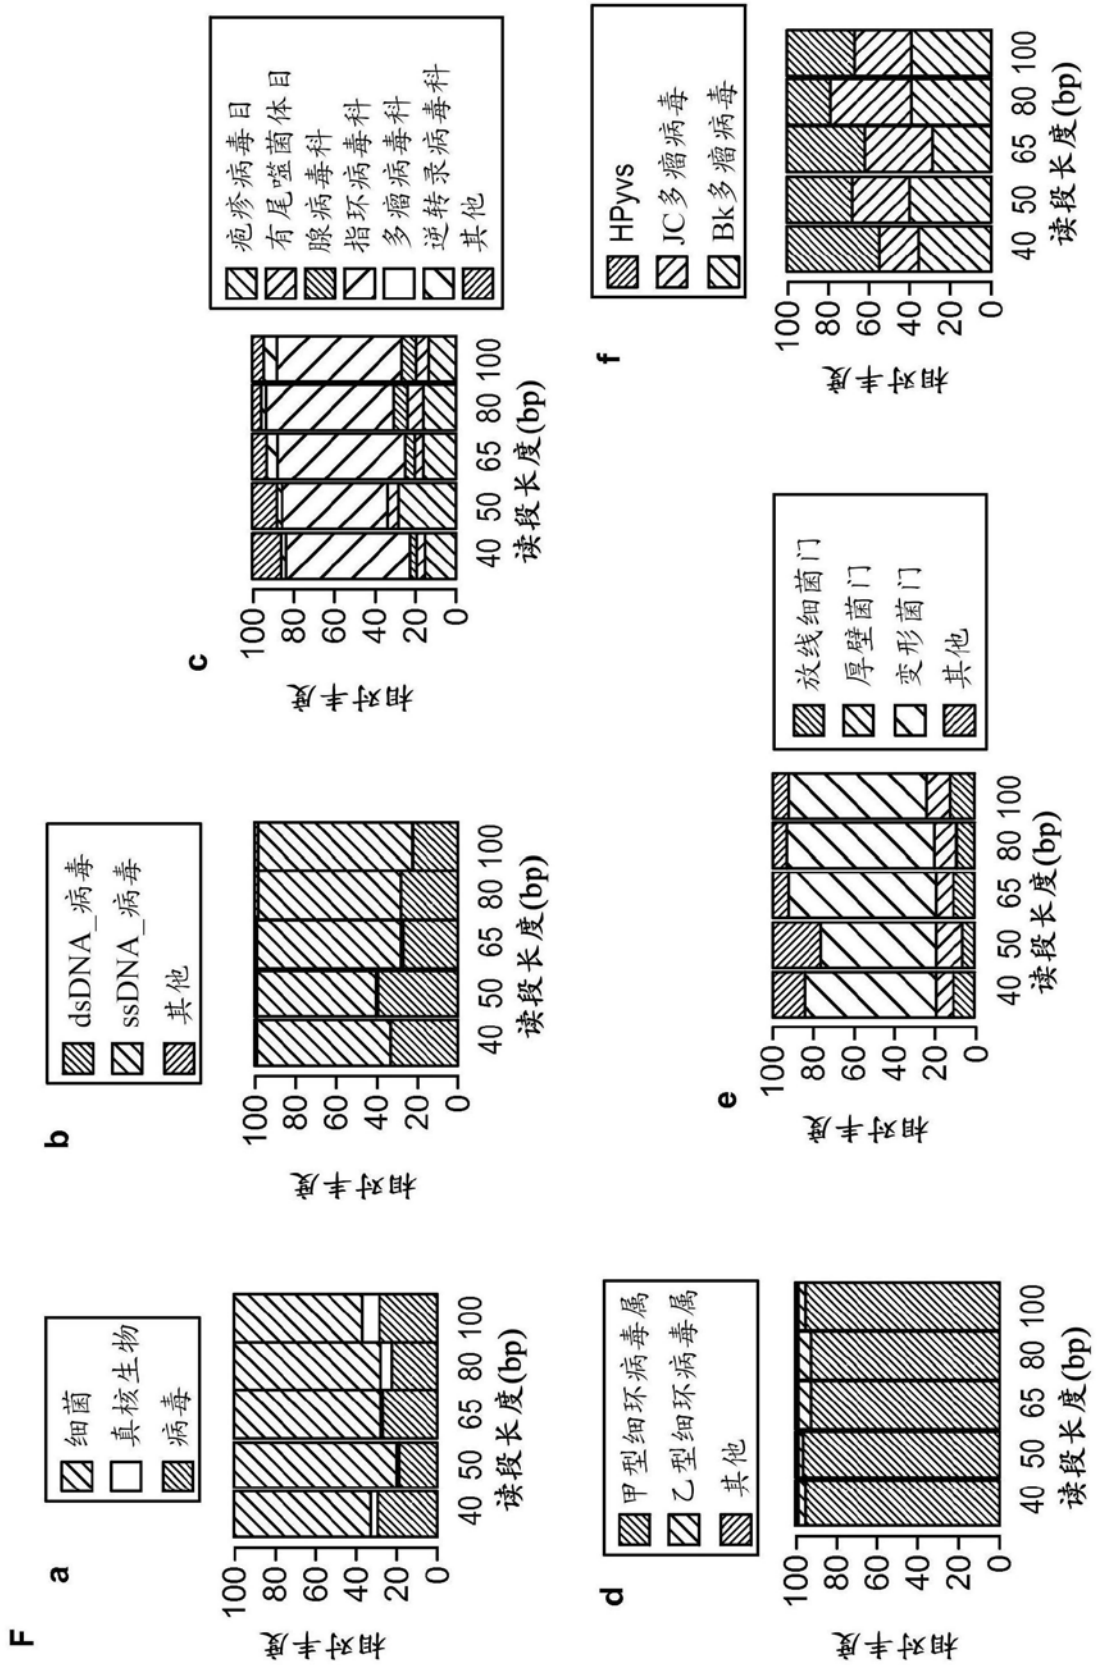 F
a
细菌
真核生物
病毒
相对丰度
100
80
60
40
20
0
40 50 65 80 100
读段长度(bp)
b
dsDNA_病毒
ssDNA_病毒
其他
相对丰度
100
80
60
40
20
0
40 50 65 80 100
读段长度(bp)
c
疱疹病毒目
有尾噬菌体目
腺病毒科
指环病毒科
多瘤病毒科
逆转录病毒科
其他
相对丰度
100
80
60
40
20
0
40 50 65 80 100
读段长度(bp)
d
甲型细环病毒属
乙型细环病毒属
其他
相对丰度
100
80
60
40
20
0
40 50 65 80 100
读段长度(bp)
e
放线细菌门
厚壁菌门
变形菌门
其他
相对丰度
100
80
60
40
20
0
40 50 65 80 100
读段长度(bp)
f
HPyvs
JC多瘤病毒
Bk多瘤病毒
相对丰度
100
80
60
40
20
0
40 50 65 80 100
读段长度(bp)